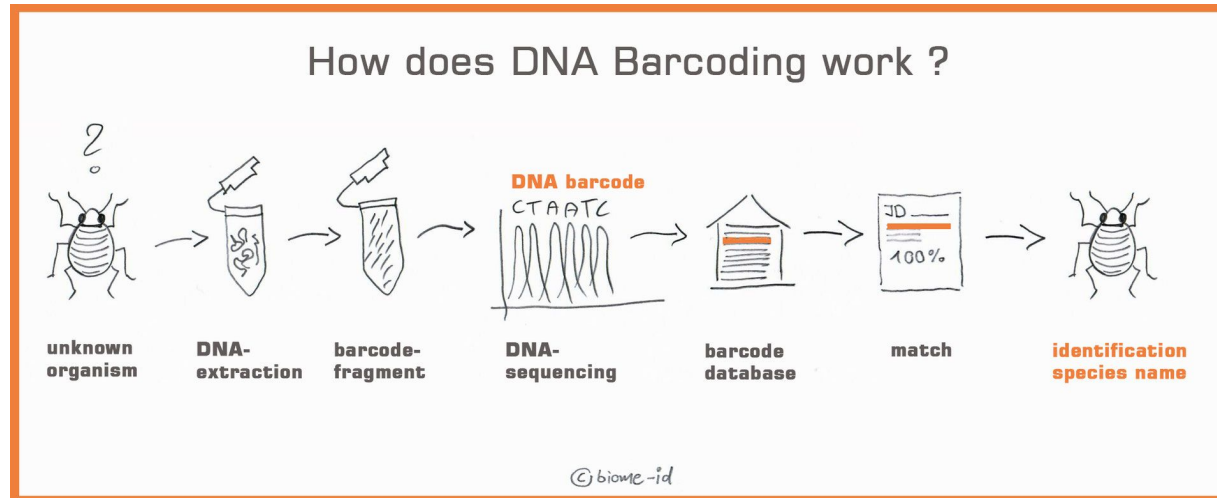 How does DNA Barcoding work ?
?
DNA barcode
CTAATC
ID
100%
unknown
organism
DNA-
extraction
barcode-
fragment
DNA-
sequencing
barcode
database
match
identification
species name
©biome-id